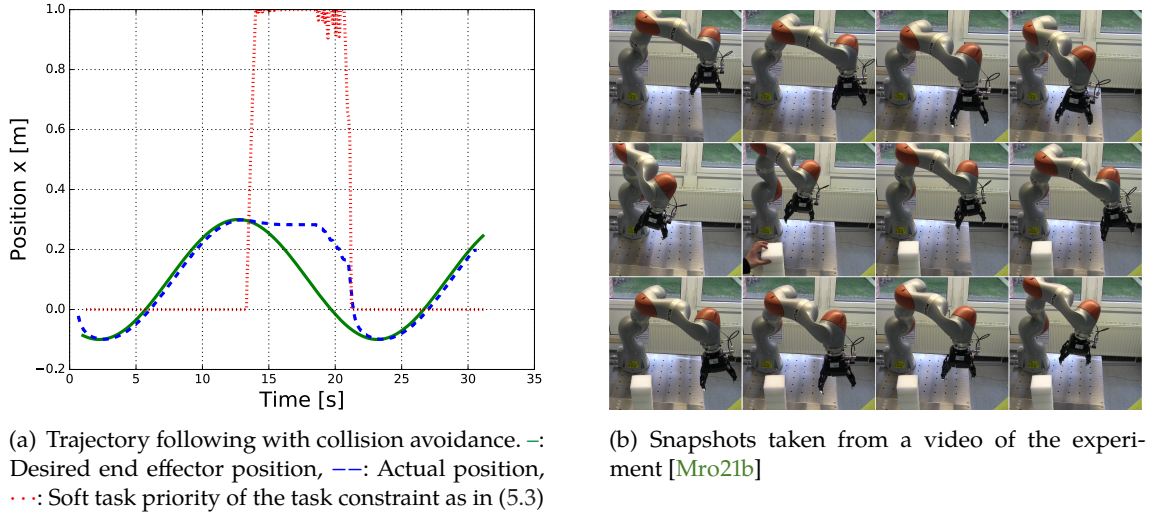 1.0
0.8
0.6
0.4
0.2
0.0
−0.2
0 5 10 15 20 25 30 35
Position x [m]
Time [s]
(a) Trajectory following with collision avoidance. –:
Desired end effector position, −−: Actual position,
···: Soft task priority of the task constraint as in (5.3)
(b) Snapshots taken from a video of the experi-
ment [Mro21b]